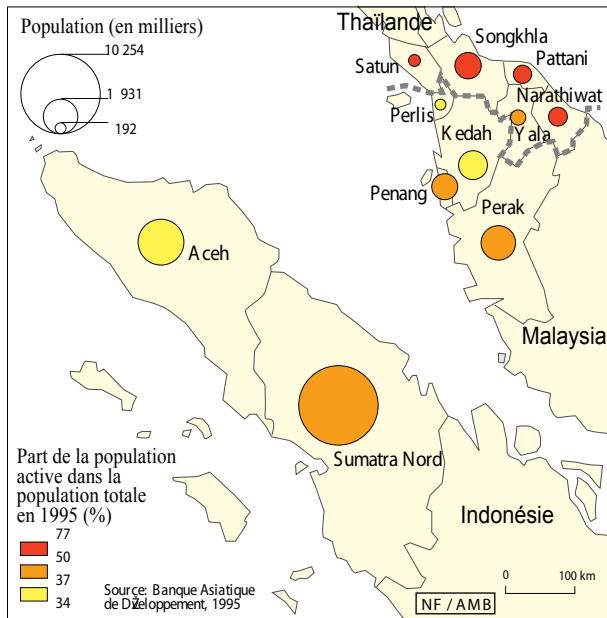 Population (en milliers)
10 254
1 931
192
Thaïlande
Songkhla
Satun
Pattani
Narathiwat
Perlis
Yala
Kedah
Penang
Perak
Aceh
Malaysia
Sumatra Nord
Indonésie
Part de la population
active dans la
population totale
en 1995 (%)
77
50
37
34
Source: Banque Asiatique
de DŽveloppement, 1995
0 100 km
NF / AMB